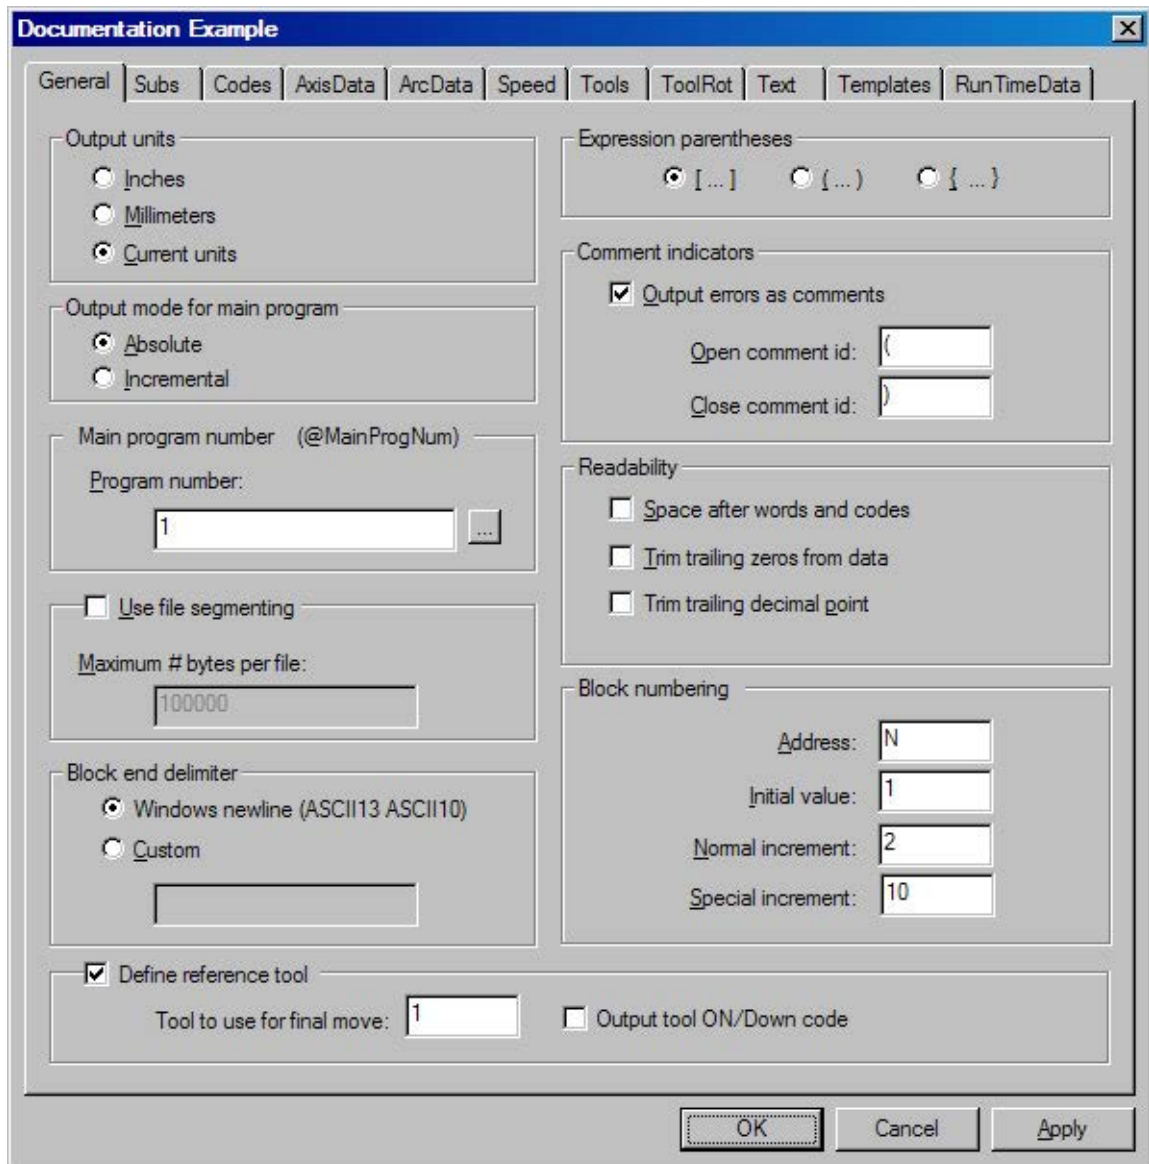 Documentation Example
General Subs Codes AxisData ArcData Speed Tools ToolRot Text Templates RunTimeData
Output units
Inches
Millimeters
Current units
Output mode for main program
Absolute
Incremental
Main program number (@MainProgNum)
Program number:
1
...
Use file segmenting
Maximum # bytes per file:
100000
Block end delimiter
Windows newline (ASCII13 ASCII10)
Custom
Expression parentheses
[ ... ] ( ... ) { ... }
Comment indicators
Output errors as comments
Open comment id: (
Close comment id: )
Readability
Space after words and codes
Trim trailing zeros from data
Trim trailing decimal point
Block numbering
Address: N
Initial value: 1
Normal increment: 2
Special increment: 10
Define reference tool
Tool to use for final move: 1 Output tool ON/Down code
OK Cancel Apply